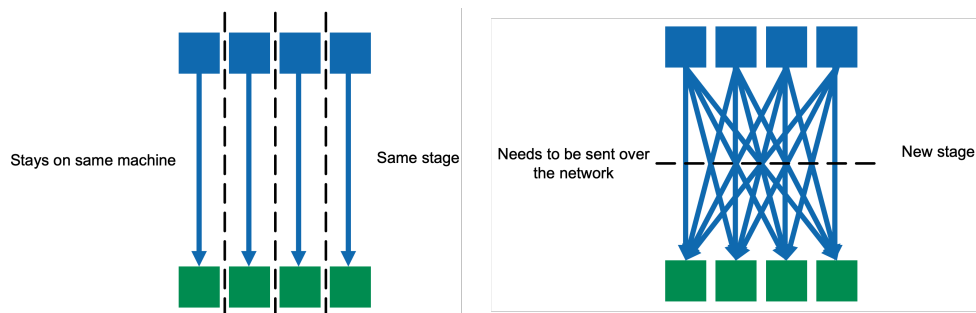 Stays on same machine
Same stage
Needs to be sent over
the network
New stage